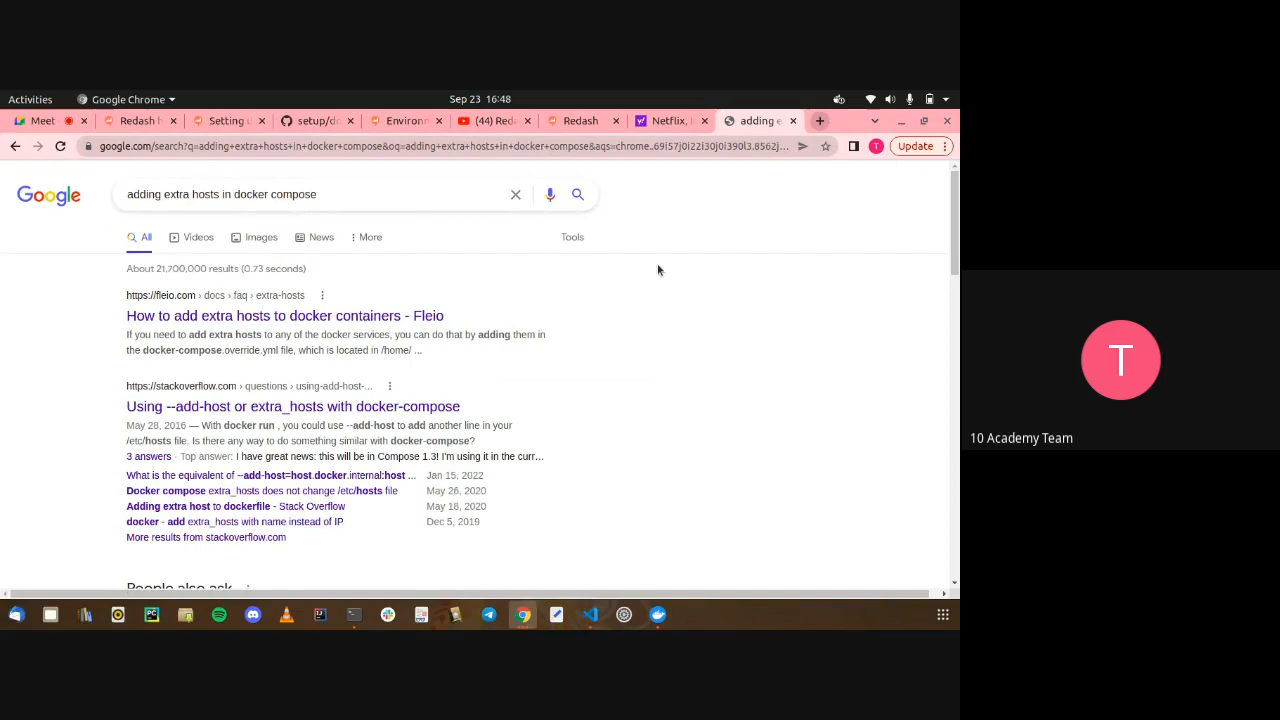 Activities
Google Chrome
Sep 23 16:48
Meet
Redash h
Setting u
setup/do
Environm
(44) Red
Redash
Netflix, I
adding e
google.com/search?q=adding+extra+hosts+in+docker+compose&oq=adding+extra+hosts+in+docker+compose&aqs=chrome..69i57j0i22i30j0i390l3.8562j...
T
Update
Google
adding extra hosts in docker compose
All
Videos
Images
News
More
Tools
About 21,700,000 results (0.73 seconds)
https://fleio.com › docs › faq › extra-hosts
How to add extra hosts to docker containers - Fleio
If you need to add extra hosts to any of the docker services, you can do that by adding them in
the docker-compose.override.yml file, which is located in /home/ ...
https://stackoverflow.com › questions › using-add-host-...
Using --add-host or extra_hosts with docker-compose
May 28, 2016 — With docker run , you could use --add-host to add another line in your
/etc/hosts file. Is there any way to do something similar with docker-compose?
3 answers · Top answer: I have great news: this will be in Compose 1.3! I'm using it in the curr...
What is the equivalent of --add-host=host.docker.internal:host ... Jan 15, 2022
Docker compose extra_hosts does not change /etc/hosts file May 26, 2020
Adding extra host to dockerfile - Stack Overflow May 18, 2020
docker - add extra_hosts with name instead of IP Dec 5, 2019
More results from stackoverflow.com
People also ask
T
10 Academy Team